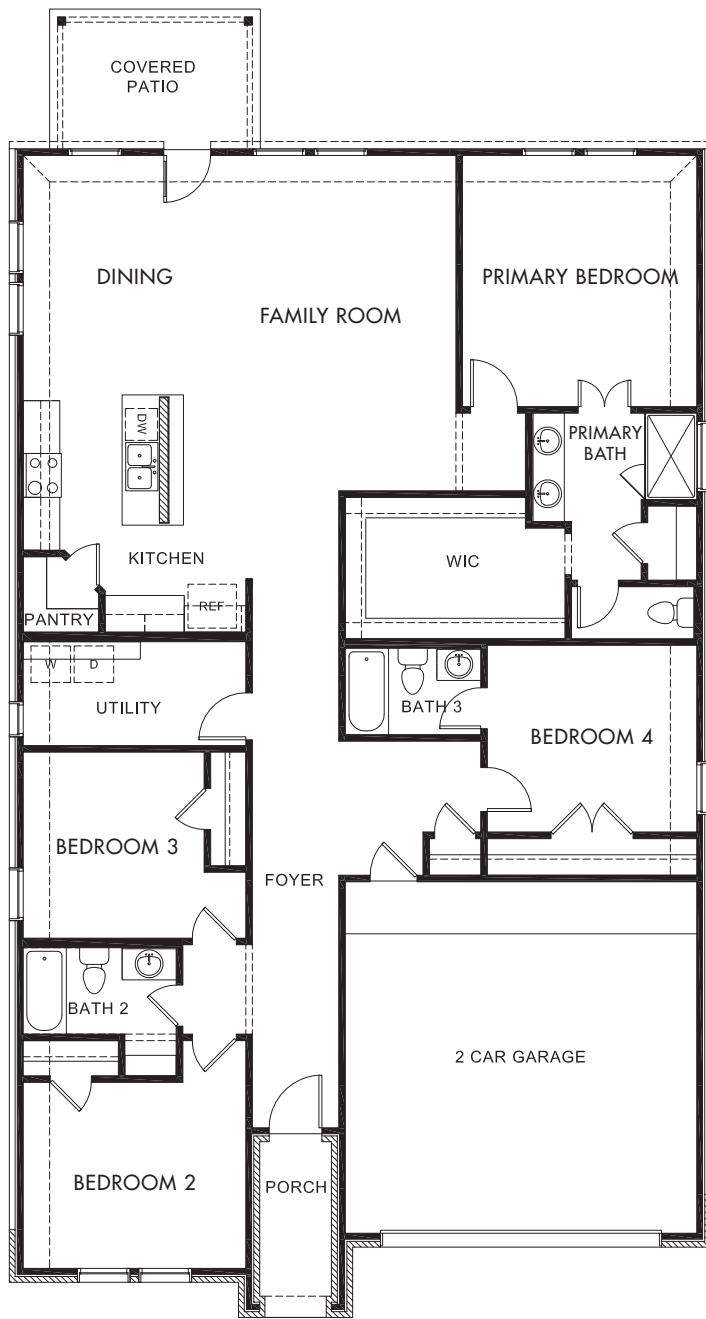 COVERED
PATIO
DINING
FAMILY ROOM
PRIMARY BEDROOM
DW
PRIMARY
BATH
KITCHEN
WIC
REF
PANTRY
W
D
UTILITY
BATH 3
BEDROOM 4
BEDROOM 3
FOYER
BATH 2
2 CAR GARAGE
BEDROOM 2
PORCH